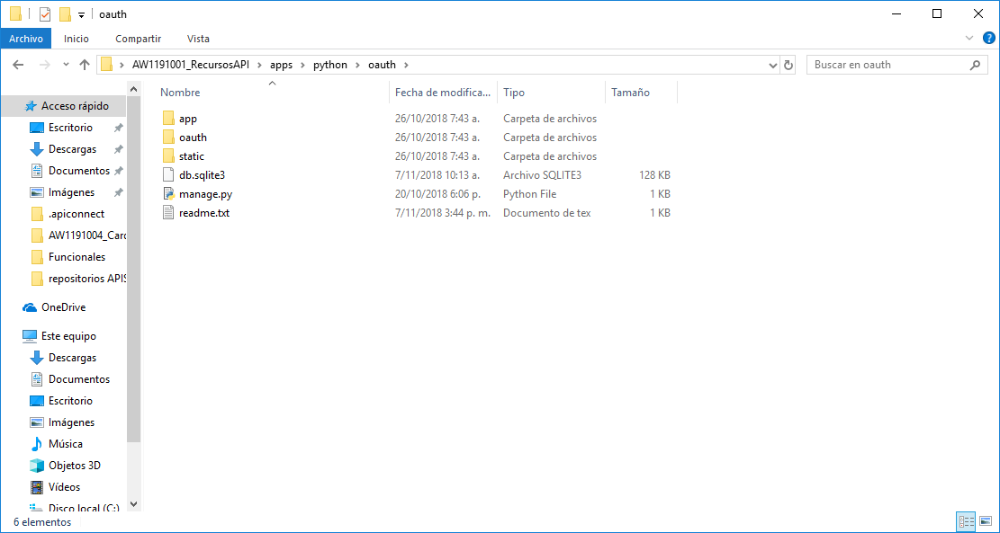 oauth
Archivo Inicio Compartir Vista
AW1191001_RecursosAPI > apps > python > oauth >
Buscar en oauth
Nombre Fecha de modifica... Tipo Tamaño
app 26/10/2018 7:43 a. Carpeta de archivos
oauth 26/10/2018 7:43 a. Carpeta de archivos
static 26/10/2018 7:43 a. Carpeta de archivos
db.sqlite3 7/11/2018 10:13 a. Archivo SQLITE3 128 KB
manage.py 20/10/2018 6:06 p. Python File 1 KB
readme.txt 7/11/2018 3:44 p. m. Documento de tex 1 KB
Acceso rápido
Escritorio
Descargas
Documentos
Imágenes
.apiconnect
AW1191004_Card
Funcionales
repositorios APIS
OneDrive
Este equipo
Descargas
Documentos
Escritorio
Imágenes
Música
Objetos 3D
Vídeos
Disco local (C:)
6 elementos